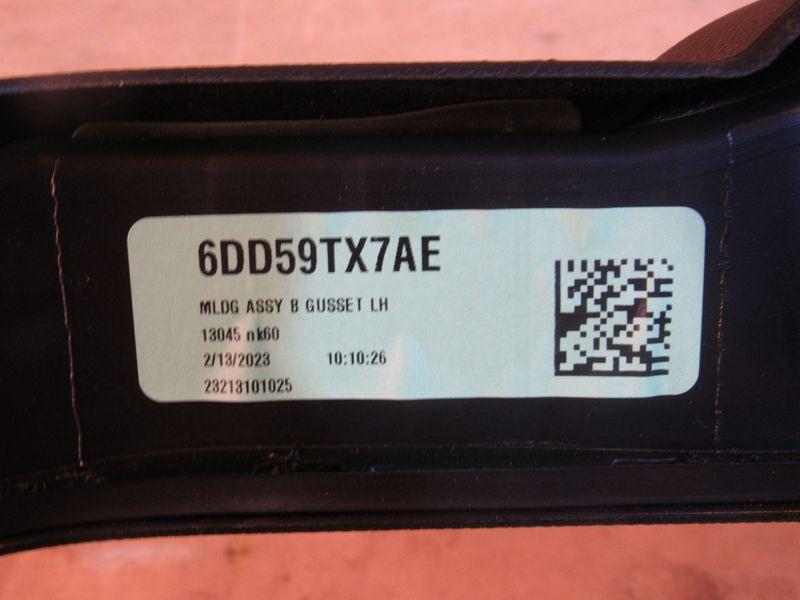 6DD59TX7AE
MLDG ASSY B GUSSET LH
13045 nk60
2/13/2023 10:10:26
23213101025